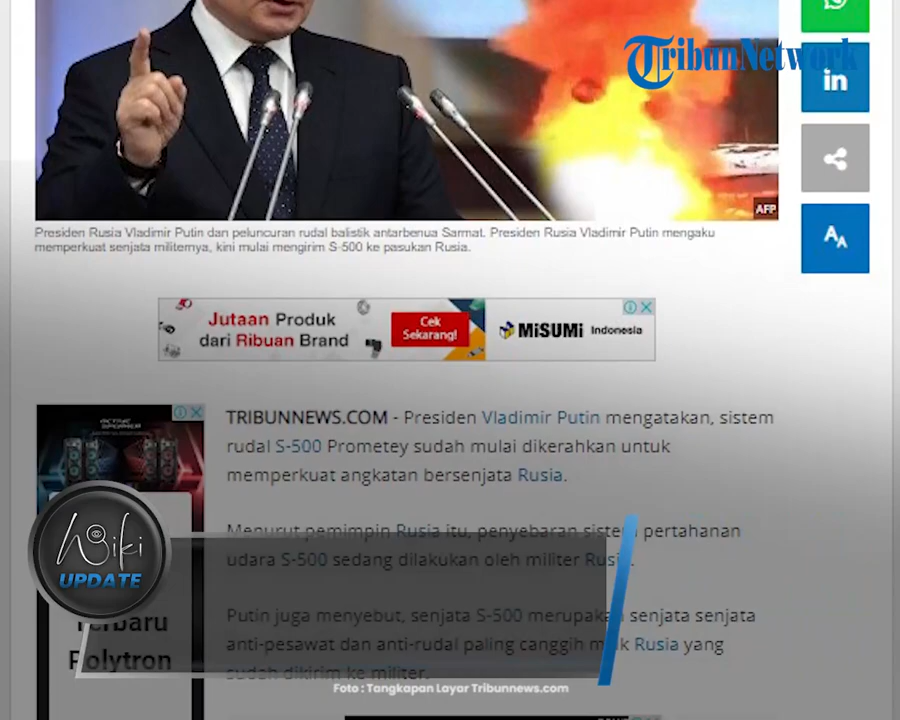 TribunNetwork
in
AFP
Presiden Rusia Vladimir Putin dan peluncuran rudal balistik antarbenua Sarmat. Presiden Rusia Vladimir Putin mengaku
memperkuat senjata militernya, kini mulai mengirim S-500 ke pasukan Rusia.
AA
Jutaan Produk
dari Ribuan Brand
Cek
Sekarang!
MiSUMi Indonesia
TRIBUNNEWS.COM - Presiden Vladimir Putin mengatakan, sistem
rudal S-500 Prometey sudah mulai dikerahkan untuk
memperkuat angkatan bersenjata Rusia.
Menurut pemimpin Rusia itu, penyebaran sistem pertahanan
udara S-500 sedang dilakukan oleh militer Rusia.
Putin juga menyebut, senjata S-500 merupakan senjata senjata
anti-pesawat dan anti-rudal paling canggih milik Rusia yang
sudah dikirim ke militer.
Wiki
UPDATE
Terbaru
Polytron
Foto : Tangkapan Layar Tribunnews.com